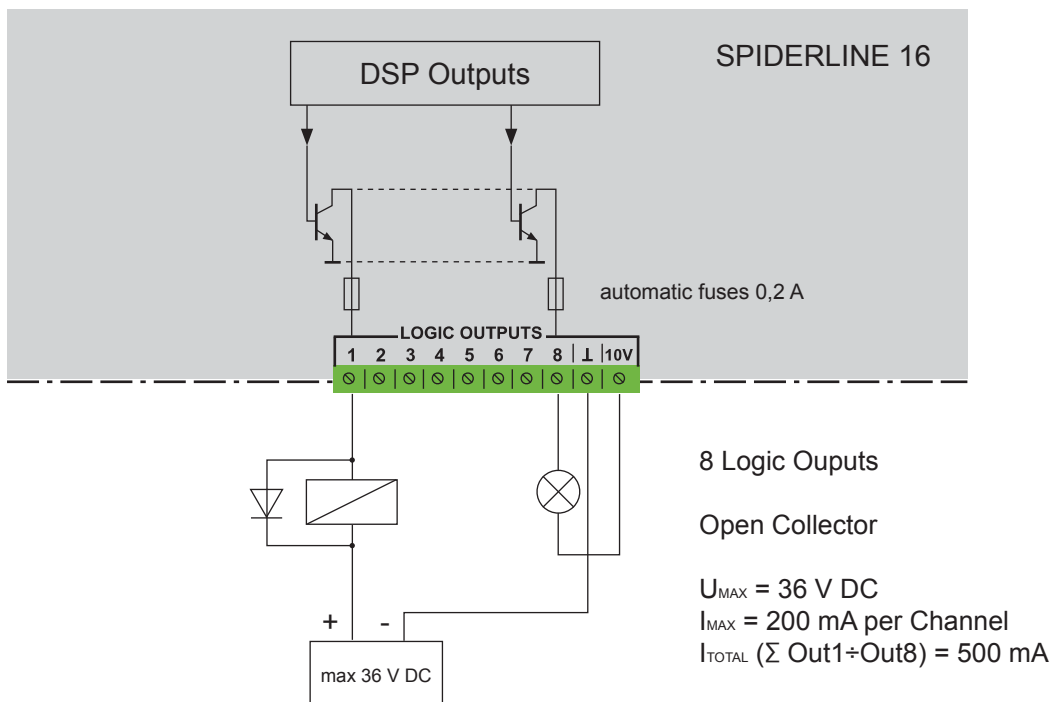 SPIDERLINE 16
DSP Outputs
automatic fuses 0,2 A
LOGIC OUTPUTS
1 2 3 4 5 6 7 8 ⊥ 10V
8 Logic Ouputs
Open Collector
UMAX = 36 V DC
IMAX = 200 mA per Channel
ITOTAL (Σ Out1÷Out8) = 500 mA
+ -
max 36 V DC